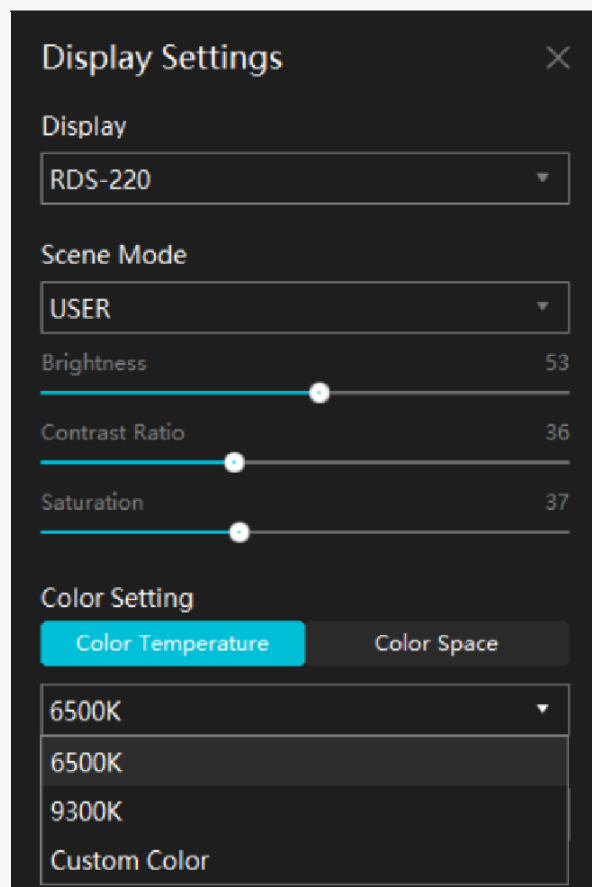 Display Settings
Display
RDS-220
Scene Mode
USER
Brightness 53
Contrast Ratio 36
Saturation 37
Color Setting
Color Temperature Color Space
6500K
6500K
9300K
Custom Color